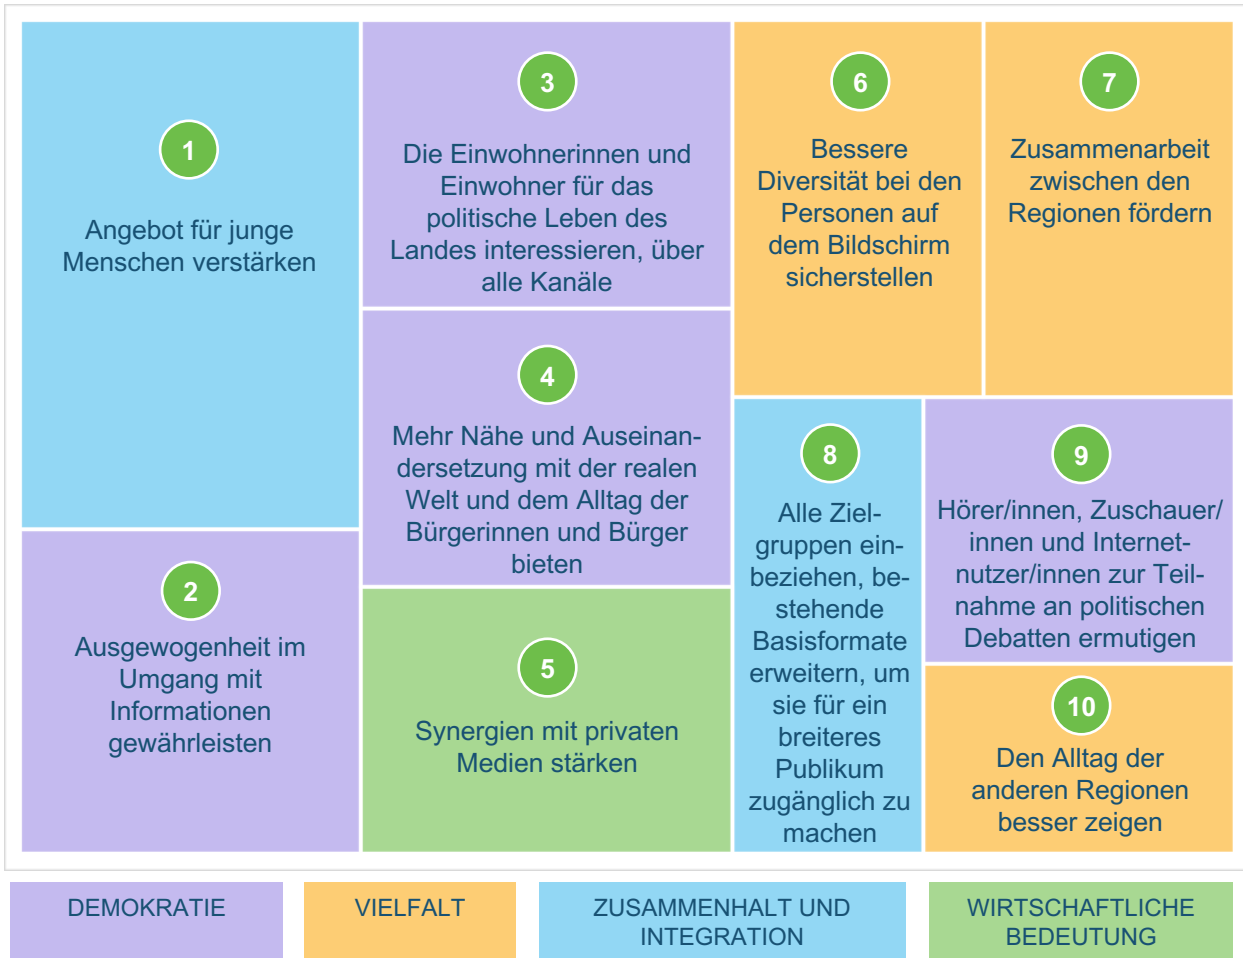 1
Angebot für junge
Menschen verstärken
2
Ausgewogenheit im
Umgang mit
Informationen
gewährleisten
3
Die Einwohnerinnen und
Einwohner für das
politische Leben des
Landes interessieren, über
alle Kanäle
4
Mehr Nähe und Auseinan-
dersetzung mit der realen
Welt und dem Alltag der
Bürgerinnen und Bürger
bieten
5
Synergien mit privaten
Medien stärken
6
Bessere
Diversität bei den
Personen auf
dem Bildschirm
sicherstellen
7
Zusammenarbeit
zwischen den
Regionen fördern
8
Alle Ziel-
gruppen ein-
beziehen, be-
stehende
Basisformate
erweitern, um
sie für ein
breiteres
Publikum
zugänglich zu
machen
9
Hörer/innen, Zuschauer/
innen und Internet-
nutzer/innen zur Teil-
nahme an politischen
Debatten ermutigen
10
Den Alltag der
anderen Regionen
besser zeigen
DEMOKRATIE
VIELFALT
ZUSAMMENHALT UND
INTEGRATION
WIRTSCHAFTLICHE
BEDEUTUNG